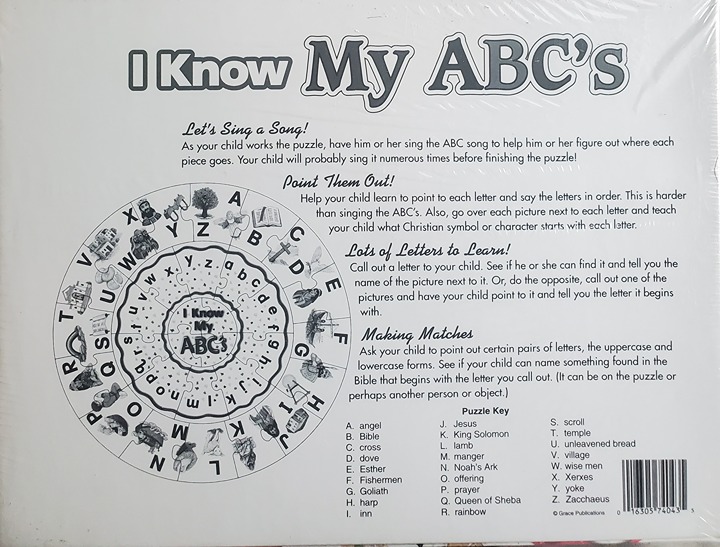 I Know My ABC's
Let's Sing a Song!
As your child works the puzzle, have him or her sing the ABC song to help him or her figure out where each
piece goes. Your child will probably sing it numerous times before finishing the puzzle!
Point Them Out!
Help your child learn to point to each letter and say the letters in order. This is harder
than singing the ABC's. Also, go over each picture next to each letter and teach
your child what Christian symbol or character starts with each letter.
Lots of Letters to Learn!
Call out a letter to your child. See if he or she can find it and tell you the
name of the picture next to it. Or, do the opposite, call out one of the
pictures and have your child point to it and tell you the letter it begins
with.
Making Matches
Ask your child to point out certain pairs of letters, the uppercase and
lowercase forms. See if your child can name something found in the
Bible that begins with the letter you call out. (It can be on the puzzle or
perhaps another person or object.)
A B C D E F G H I J K L M N O P Q R S T U V W X Y Z
a b c d e f g h i j k l m n o p q r s t u v w x y z
I Know
My
ABC's
Puzzle Key
A. angel
B. Bible
C. cross
D. dove
E. Esther
F. Fishermen
G. Goliath
H. harp
I. inn
J. Jesus
K. King Solomon
L. lamb
M. manger
N. Noah's Ark
O. offering
P. prayer
Q. Queen of Sheba
R. rainbow
S. scroll
T. temple
U. unleavened bread
V. village
W. wise men
X. Xerxes
Y. yoke
Z. Zacchaeus
© Grace Publications
0 16305 74043 5